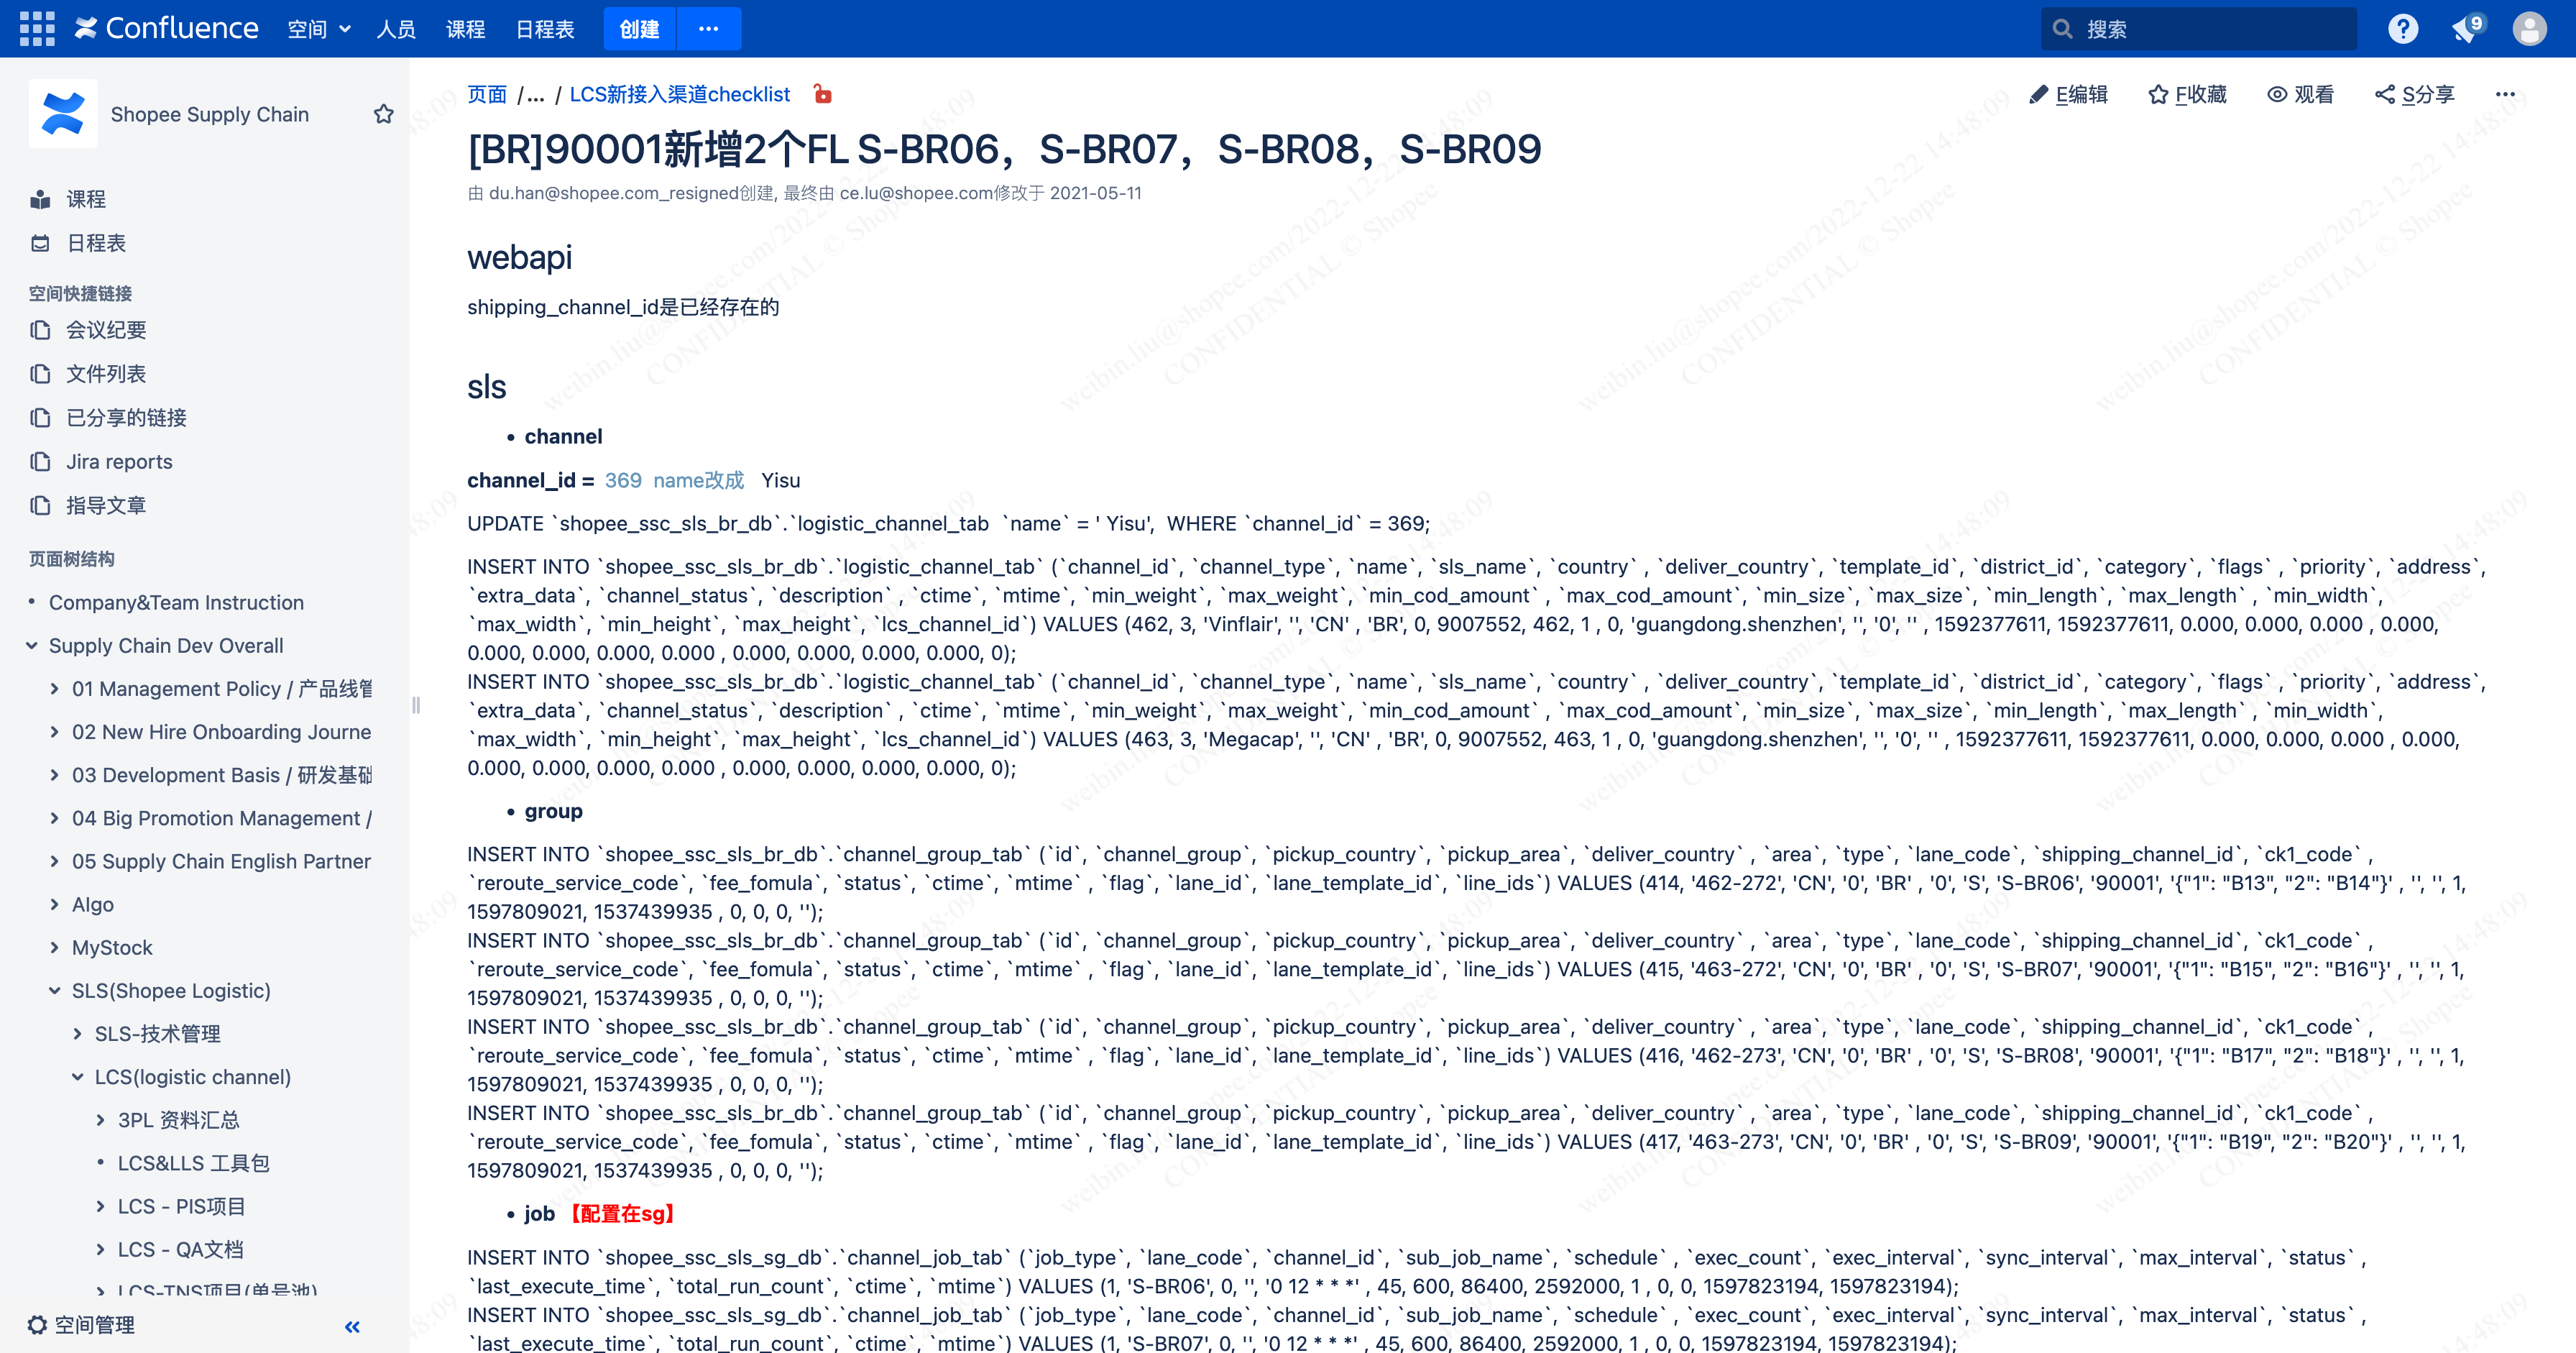 Confluence 空间 人员 课程 日程表 创建 ··· 搜索 9
Shopee Supply Chain
课程
日程表
空间快捷链接
会议纪要
文件列表
已分享的链接
Jira reports
指导文章
页面树结构
Company&Team Instruction
Supply Chain Dev Overall
01 Management Policy / 产品线管
02 New Hire Onboarding Journe
03 Development Basis / 研发基础
04 Big Promotion Management /
05 Supply Chain English Partner
Algo
MyStock
SLS(Shopee Logistic)
SLS-技术管理
LCS(logistic channel)
3PL 资料汇总
LCS&LLS 工具包
LCS - PIS项目
LCS - QA文档
LCS-TNS项目(单号池)
空间管理
页面 /... / LCS新接入渠道checklist
E编辑 F收藏 观看 S分享 ···
[BR]90001新增2个FL S-BR06，S-BR07，S-BR08，S-BR09
由 du.han@shopee.com_resigned创建, 最终由 ce.lu@shopee.com修改于 2021-05-11
webapi
shipping_channel_id是已经存在的
sls
• channel
channel_id = 369 name改成 Yisu
UPDATE `shopee_ssc_sls_br_db`.`logistic_channel_tab `name` = ' Yisu', WHERE `channel_id` = 369;
INSERT INTO `shopee_ssc_sls_br_db`.`logistic_channel_tab` (`channel_id`, `channel_type`, `name`, `sls_name`, `country` , `deliver_country`, `template_id`, `district_id`, `category`, `flags` , `priority`, `address`,
`extra_data`, `channel_status`, `description` , `ctime`, `mtime`, `min_weight`, `max_weight`, `min_cod_amount` , `max_cod_amount`, `min_size`, `max_size`, `min_length`, `max_length` , `min_width`,
`max_width`, `min_height`, `max_height`, `lcs_channel_id`) VALUES (462, 3, 'Vinflair', '', 'CN' , 'BR', 0, 9007552, 462, 1 , 0, 'guangdong.shenzhen', '', '0', '' , 1592377611, 1592377611, 0.000, 0.000, 0.000 , 0.000,
0.000, 0.000, 0.000, 0.000 , 0.000, 0.000, 0.000, 0.000, 0);
INSERT INTO `shopee_ssc_sls_br_db`.`logistic_channel_tab` (`channel_id`, `channel_type`, `name`, `sls_name`, `country` , `deliver_country`, `template_id`, `district_id`, `category`, `flags` , `priority`, `address`,
`extra_data`, `channel_status`, `description` , `ctime`, `mtime`, `min_weight`, `max_weight`, `min_cod_amount` , `max_cod_amount`, `min_size`, `max_size`, `min_length`, `max_length` , `min_width`,
`max_width`, `min_height`, `max_height`, `lcs_channel_id`) VALUES (463, 3, 'Megacap', '', 'CN' , 'BR', 0, 9007552, 463, 1 , 0, 'guangdong.shenzhen', '', '0', '' , 1592377611, 1592377611, 0.000, 0.000, 0.000 , 0.000,
0.000, 0.000, 0.000, 0.000 , 0.000, 0.000, 0.000, 0.000, 0);
• group
INSERT INTO `shopee_ssc_sls_br_db`.`channel_group_tab` (`id`, `channel_group`, `pickup_country`, `pickup_area`, `deliver_country` , `area`, `type`, `lane_code`, `shipping_channel_id`, `ck1_code` ,
`reroute_service_code`, `fee_fomula`, `status`, `ctime`, `mtime` , `flag`, `lane_id`, `lane_template_id`, `line_ids`) VALUES (414, '462-272', 'CN', '0', 'BR' , '0', 'S', 'S-BR06', '90001', '{"1": "B13", "2": "B14"}' , '', '', 1,
1597809021, 1537439935 , 0, 0, 0, '');
INSERT INTO `shopee_ssc_sls_br_db`.`channel_group_tab` (`id`, `channel_group`, `pickup_country`, `pickup_area`, `deliver_country` , `area`, `type`, `lane_code`, `shipping_channel_id`, `ck1_code` ,
`reroute_service_code`, `fee_fomula`, `status`, `ctime`, `mtime` , `flag`, `lane_id`, `lane_template_id`, `line_ids`) VALUES (415, '463-272', 'CN', '0', 'BR' , '0', 'S', 'S-BR07', '90001', '{"1": "B15", "2": "B16"}' , '', '', 1,
1597809021, 1537439935 , 0, 0, 0, '');
INSERT INTO `shopee_ssc_sls_br_db`.`channel_group_tab` (`id`, `channel_group`, `pickup_country`, `pickup_area`, `deliver_country` , `area`, `type`, `lane_code`, `shipping_channel_id`, `ck1_code` ,
`reroute_service_code`, `fee_fomula`, `status`, `ctime`, `mtime` , `flag`, `lane_id`, `lane_template_id`, `line_ids`) VALUES (416, '462-273', 'CN', '0', 'BR' , '0', 'S', 'S-BR08', '90001', '{"1": "B17", "2": "B18"}' , '', '', 1,
1597809021, 1537439935 , 0, 0, 0, '');
INSERT INTO `shopee_ssc_sls_br_db`.`channel_group_tab` (`id`, `channel_group`, `pickup_country`, `pickup_area`, `deliver_country` , `area`, `type`, `lane_code`, `shipping_channel_id`, `ck1_code` ,
`reroute_service_code`, `fee_fomula`, `status`, `ctime`, `mtime` , `flag`, `lane_id`, `lane_template_id`, `line_ids`) VALUES (417, '463-273', 'CN', '0', 'BR' , '0', 'S', 'S-BR09', '90001', '{"1": "B19", "2": "B20"}' , '', '', 1,
1597809021, 1537439935 , 0, 0, 0, '');
• job 【配置在sg】
INSERT INTO `shopee_ssc_sls_sg_db`.`channel_job_tab` (`job_type`, `lane_code`, `channel_id`, `sub_job_name`, `schedule` , `exec_count`, `exec_interval`, `sync_interval`, `max_interval`, `status` ,
`last_execute_time`, `total_run_count`, `ctime`, `mtime`) VALUES (1, 'S-BR06', 0, '', '0 12 * * *' , 45, 600, 86400, 2592000, 1 , 0, 0, 1597823194, 1597823194);
INSERT INTO `shopee_ssc_sls_sg_db`.`channel_job_tab` (`job_type`, `lane_code`, `channel_id`, `sub_job_name`, `schedule` , `exec_count`, `exec_interval`, `sync_interval`, `max_interval`, `status` ,
`last_execute_time`, `total_run_count`, `ctime`, `mtime`) VALUES (1, 'S-BR07', 0, '', '0 12 * * *' , 45, 600, 86400, 2592000, 1 , 0, 0, 1597823194, 1597823194);
weibin.liu@shopee.com/2022-12-22 14:48:09
CONFIDENTIAL © Shopee